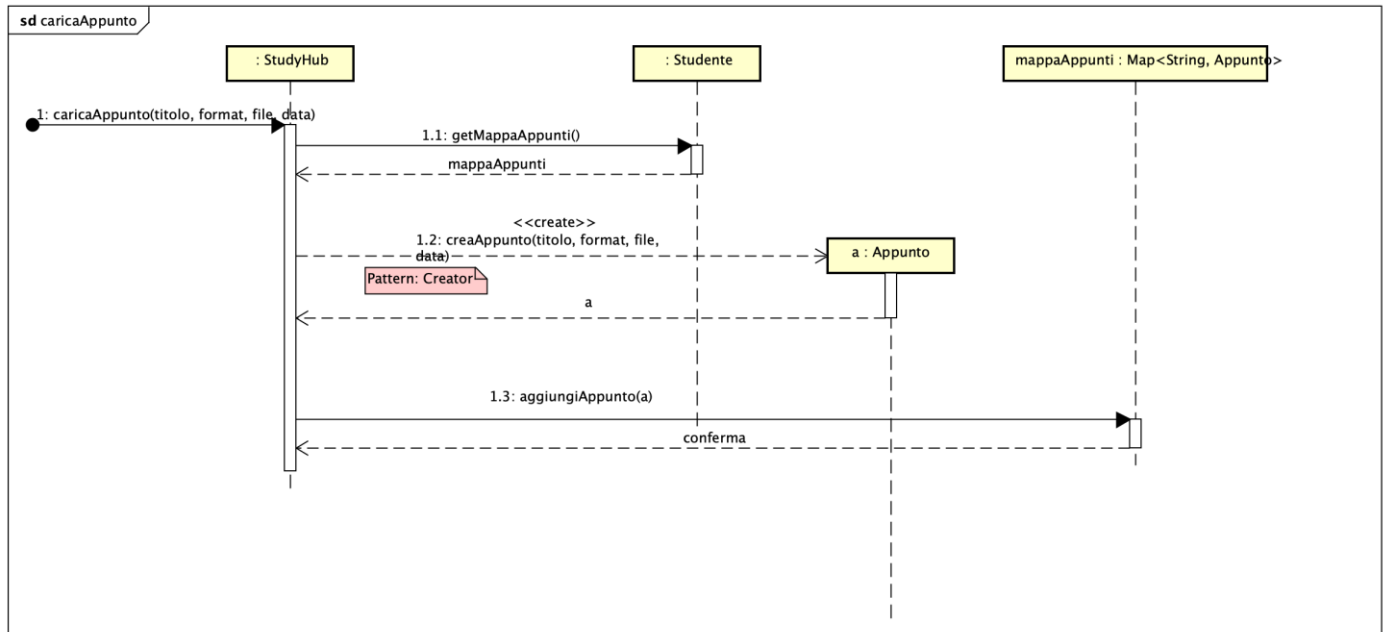 sd caricaAppunto
: StudyHub
: Studente
mappaAppunti : Map<String, Appunto>
1: caricaAppunto(titolo, format, file, data)
1.1: getMappaAppunti()
mappaAppunti
<<create>>
1.2: creaAppunto(titolo, format, file,
data)
a : Appunto
Pattern: Creator
a
1.3: aggiungiAppunto(a)
conferma